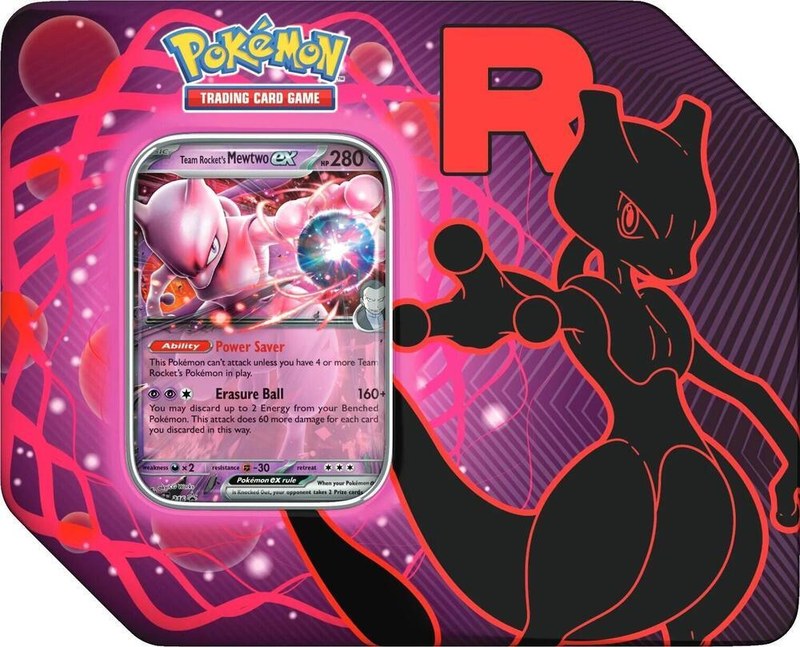 POKéMON
TRADING CARD GAME
R
Team Rocket's Mewtwo ex HP 280
Ability Power Saver
This Pokémon can't attack unless you have 4 or more Team
Rocket's Pokémon in play.
Erasure Ball 160+
You may discard up to 2 Energy from your Benched
Pokémon. This attack does 60 more damage for each card
you discarded in this way.
weakness ×2 resistance -30 retreat
Pokémon ex rule When your Pokémon
is Knocked Out, your opponent takes 2 Prize cards